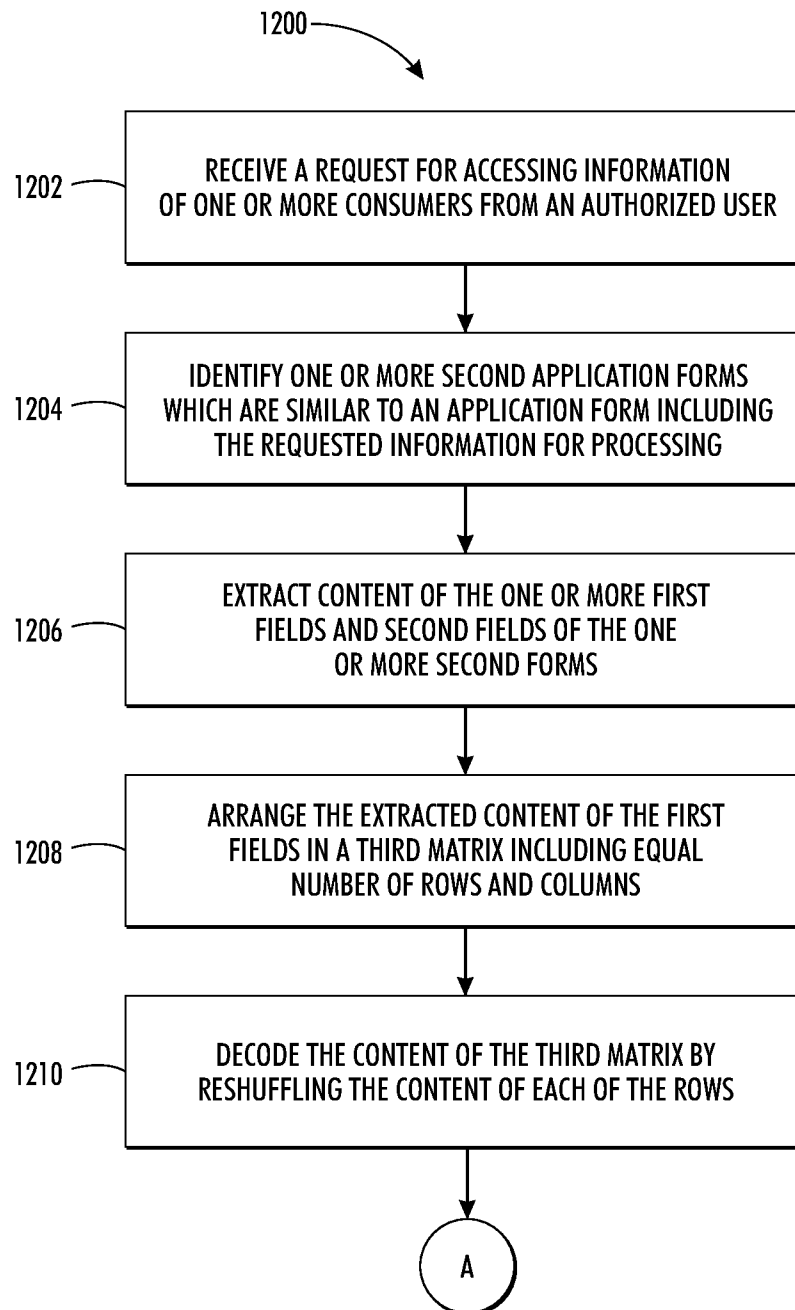 1200
1202
RECEIVE A REQUEST FOR ACCESSING INFORMATION
OF ONE OR MORE CONSUMERS FROM AN AUTHORIZED USER
1204
IDENTIFY ONE OR MORE SECOND APPLICATION FORMS
WHICH ARE SIMILAR TO AN APPLICATION FORM INCLUDING
THE REQUESTED INFORMATION FOR PROCESSING
1206
EXTRACT CONTENT OF THE ONE OR MORE FIRST
FIELDS AND SECOND FIELDS OF THE ONE
OR MORE SECOND FORMS
1208
ARRANGE THE EXTRACTED CONTENT OF THE FIRST
FIELDS IN A THIRD MATRIX INCLUDING EQUAL
NUMBER OF ROWS AND COLUMNS
1210
DECODE THE CONTENT OF THE THIRD MATRIX BY
RESHUFFLING THE CONTENT OF EACH OF THE ROWS
A